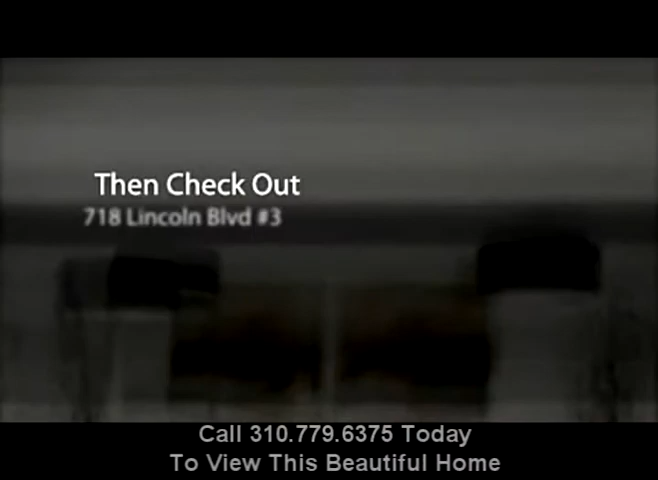 Then Check Out
718 Lincoln Blvd #3
Call 310.779.6375 Today
To View This Beautiful Home